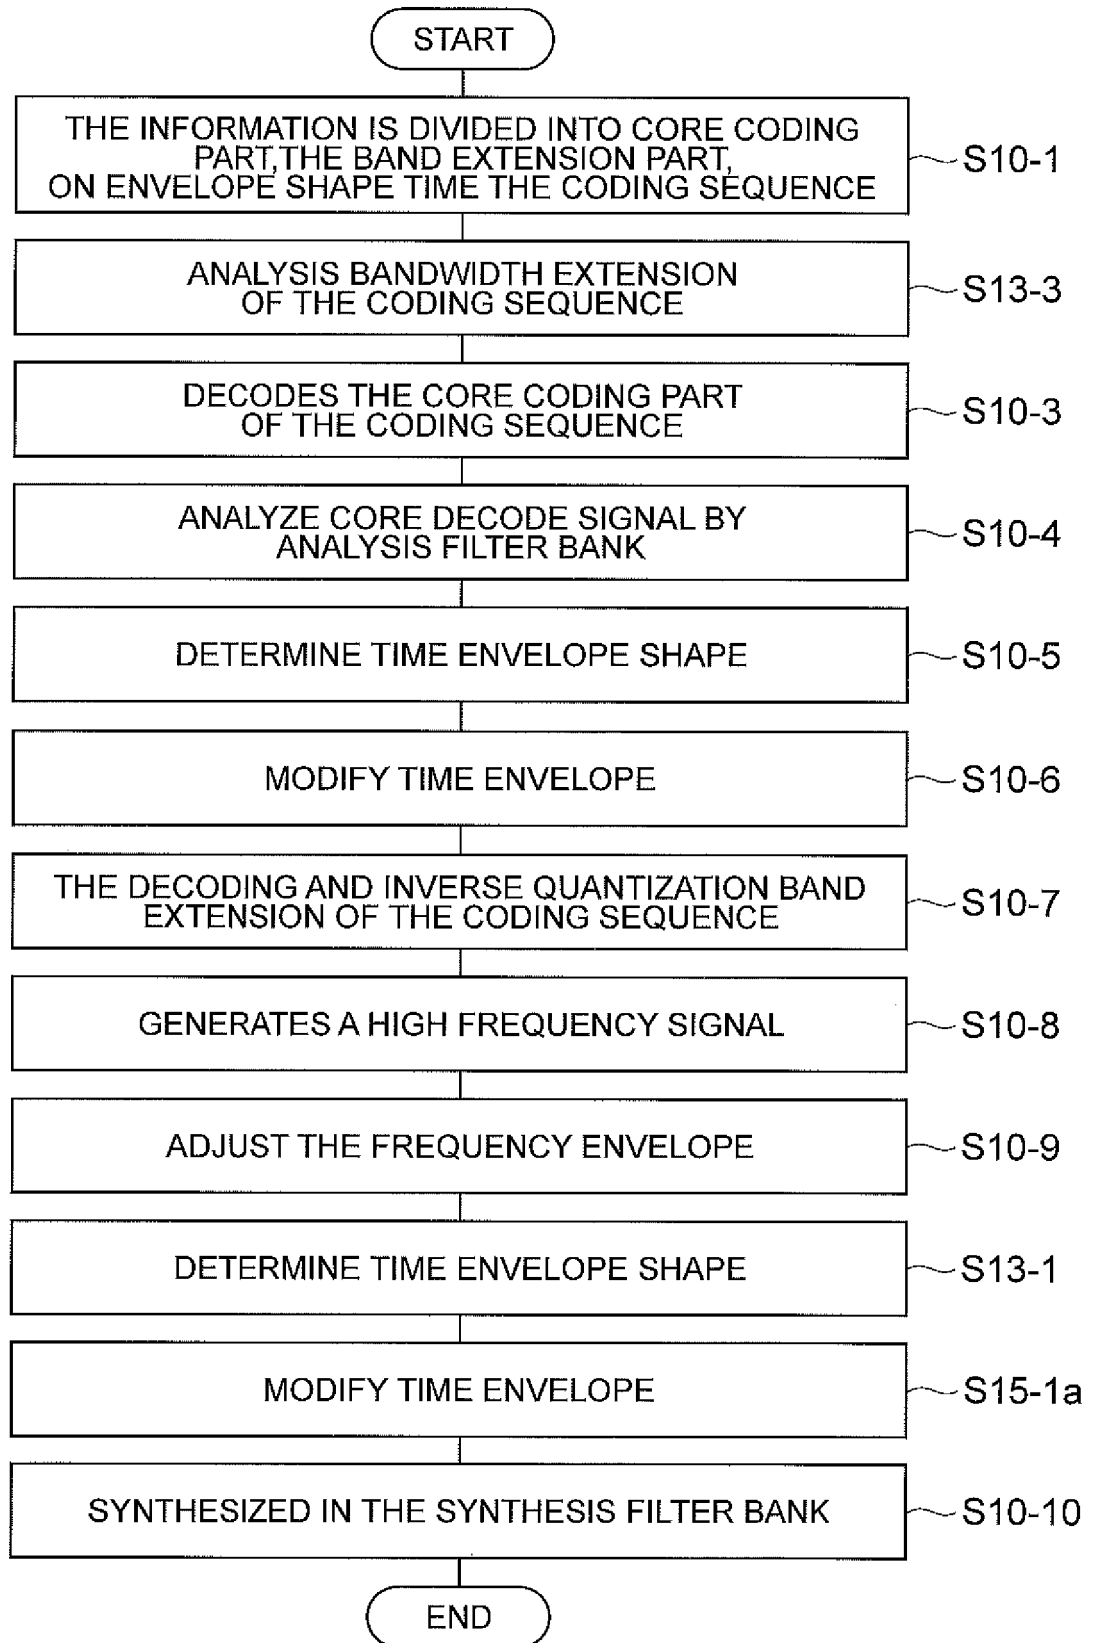 START
THE INFORMATION IS DIVIDED INTO CORE CODING
PART,THE BAND EXTENSION PART,
ON ENVELOPE SHAPE TIME THE CODING SEQUENCE
S10-1
ANALYSIS BANDWIDTH EXTENSION
OF THE CODING SEQUENCE
S13-3
DECODES THE CORE CODING PART
OF THE CODING SEQUENCE
S10-3
ANALYZE CORE DECODE SIGNAL BY
ANALYSIS FILTER BANK
S10-4
DETERMINE TIME ENVELOPE SHAPE
S10-5
MODIFY TIME ENVELOPE
S10-6
THE DECODING AND INVERSE QUANTIZATION BAND
EXTENSION OF THE CODING SEQUENCE
S10-7
GENERATES A HIGH FREQUENCY SIGNAL
S10-8
ADJUST THE FREQUENCY ENVELOPE
S10-9
DETERMINE TIME ENVELOPE SHAPE
S13-1
MODIFY TIME ENVELOPE
S15-1a
SYNTHESIZED IN THE SYNTHESIS FILTER BANK
S10-10
END